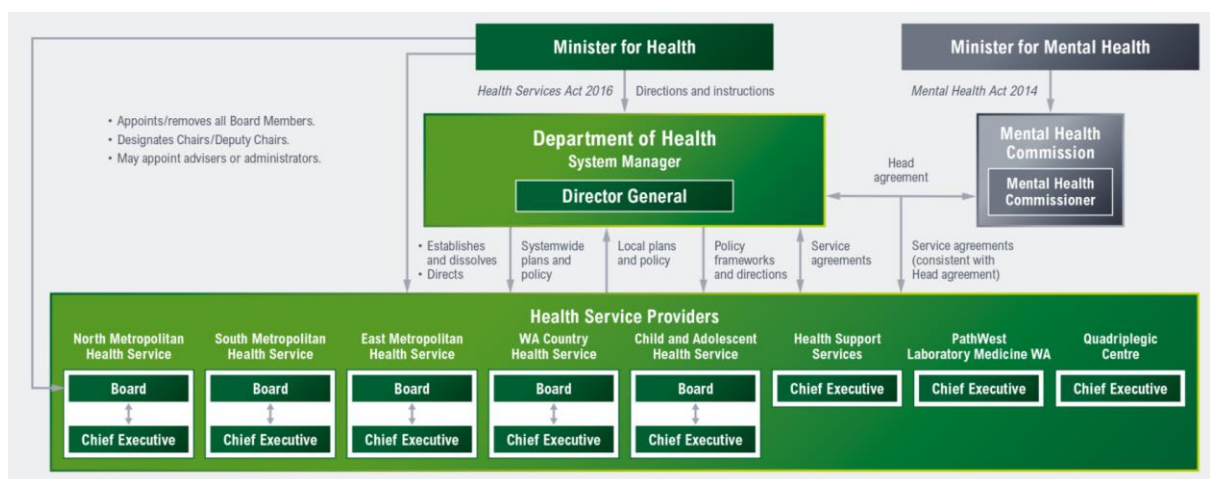 Minister for Health
Minister for Mental Health
Health Services Act 2016
Directions and instructions
Mental Health Act 2014
• Appoints/removes all Board Members.
• Designates Chairs/Deputy Chairs.
• May appoint advisers or administrators.
Department of Health
System Manager
Director General
Head
agreement
Mental Health
Commission
Mental Health
Commissioner
• Establishes
and dissolves
• Directs
Systemwide
plans and
policy
Local plans
and policy
Policy
frameworks
and directions
Service
agreements
Service agreements
(consistent with
Head agreement)
Health Service Providers
North Metropolitan
Health Service
Board
Chief Executive
South Metropolitan
Health Service
Board
Chief Executive
East Metropolitan
Health Service
Board
Chief Executive
WA Country
Health Service
Board
Chief Executive
Child and Adolescent
Health Service
Board
Chief Executive
Health Support
Services
Chief Executive
PathWest
Laboratory Medicine WA
Chief Executive
Quadriplegic
Centre
Chief Executive